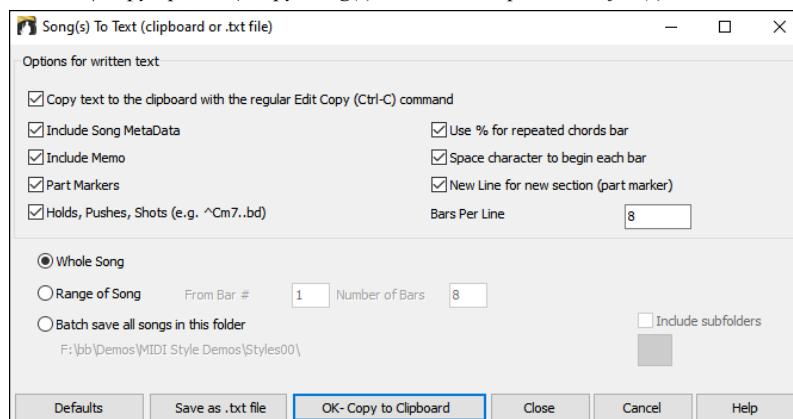 Song(s) To Text (clipboard or .txt file)
Options for written text
Copy text to the clipboard with the regular Edit Copy (Ctrl-C) command
Include Song MetaData
Use % for repeated chords bar
Include Memo
Space character to begin each bar
Part Markers
New Line for new section (part marker)
Holds, Pushes, Shots (e.g. ^Cm7..bd)
Bars Per Line 8
Whole Song
Range of Song From Bar # 1 Number of Bars 8
Batch save all songs in this folder
Include subfolders
F:\bb\Demos\MIDI Style Demos\Styles00\
Defaults Save as .txt file OK- Copy to Clipboard Close Cancel Help